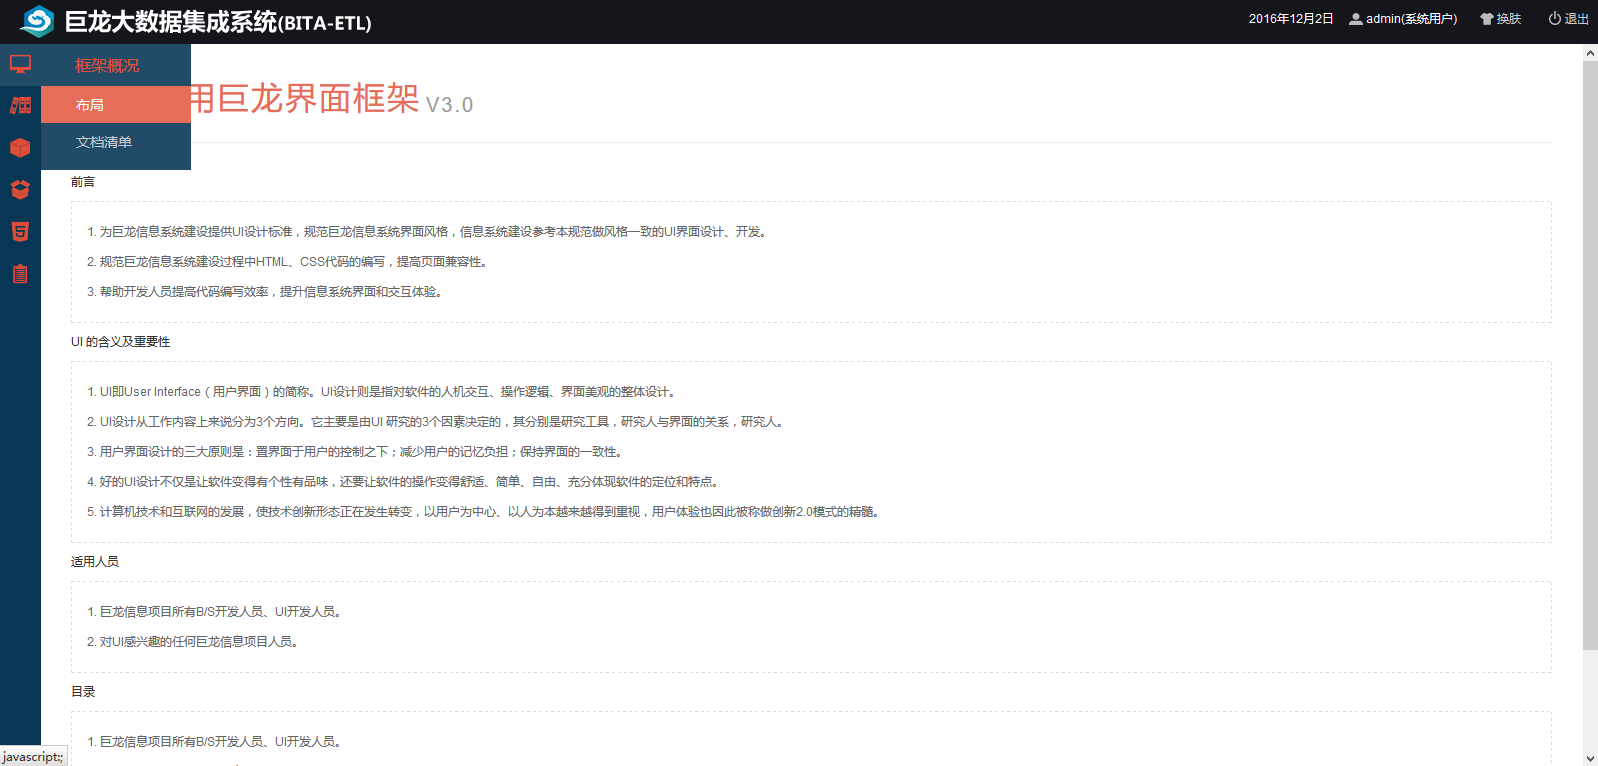 巨龙大数据集成系统(BITA-ETL)
2016年12月2日 admin(系统用户) 换肤 退出
框架概况
布局
文档清单
用巨龙界面框架 V3.0
前言
1. 为巨龙信息系统建设提供UI设计标准，规范巨龙信息系统界面风格，信息系统建设参考本规范做风格一致的UI界面设计、开发。
2. 规范巨龙信息系统建设过程中HTML、CSS代码的编写，提高页面兼容性。
3. 帮助开发人员提高代码编写效率，提升信息系统界面和交互体验。
UI 的含义及重要性
1. UI即User Interface（用户界面）的简称。UI设计则是指对软件的人机交互、操作逻辑、界面美观的整体设计。
2. UI设计从工作内容上来说分为3个方向。它主要是由UI 研究的3个因素决定的，其分别是研究工具，研究人与界面的关系，研究人。
3. 用户界面设计的三大原则是：置界面于用户的控制之下；减少用户的记忆负担；保持界面的一致性。
4. 好的UI设计不仅是让软件变得有个性有品味，还要让软件的操作变得舒适、简单、自由、充分体现软件的定位和特点。
5. 计算机技术和互联网的发展，使技术创新形态正在发生转变，以用户为中心、以人为本越来越得到重视，用户体验也因此被称做创新2.0模式的精髓。
适用人员
1. 巨龙信息项目所有B/S开发人员、UI开发人员。
2. 对UI感兴趣的任何巨龙信息项目人员。
目录
1. 巨龙信息项目所有B/S开发人员、UI开发人员。
javascript:;